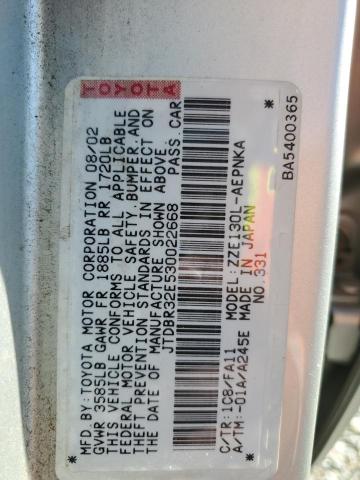 TOYOTA
MFD BY:TOYOTA MOTOR CORPORATION 08/02
GVWR 3585LB GAWR FR 1885LB RR 1720LB
THIS VEHICLE CONFORMS TO ALL APPLICABLE
FEDERAL MOTOR VEHICLE SAFETY, BUMPER, AND
THEFT PREVENTION STANDARDS IN EFFECT ON
THE DATE OF MANUFACTURE SHOWN ABOVE.
JTDBR32E530022668 PASS.CAR
C/TR:1C8/FA11 MODEL:ZZE130L-AEPNKA
A/TM:-01A/A245E MADE IN JAPAN
NO.331
BA5400365